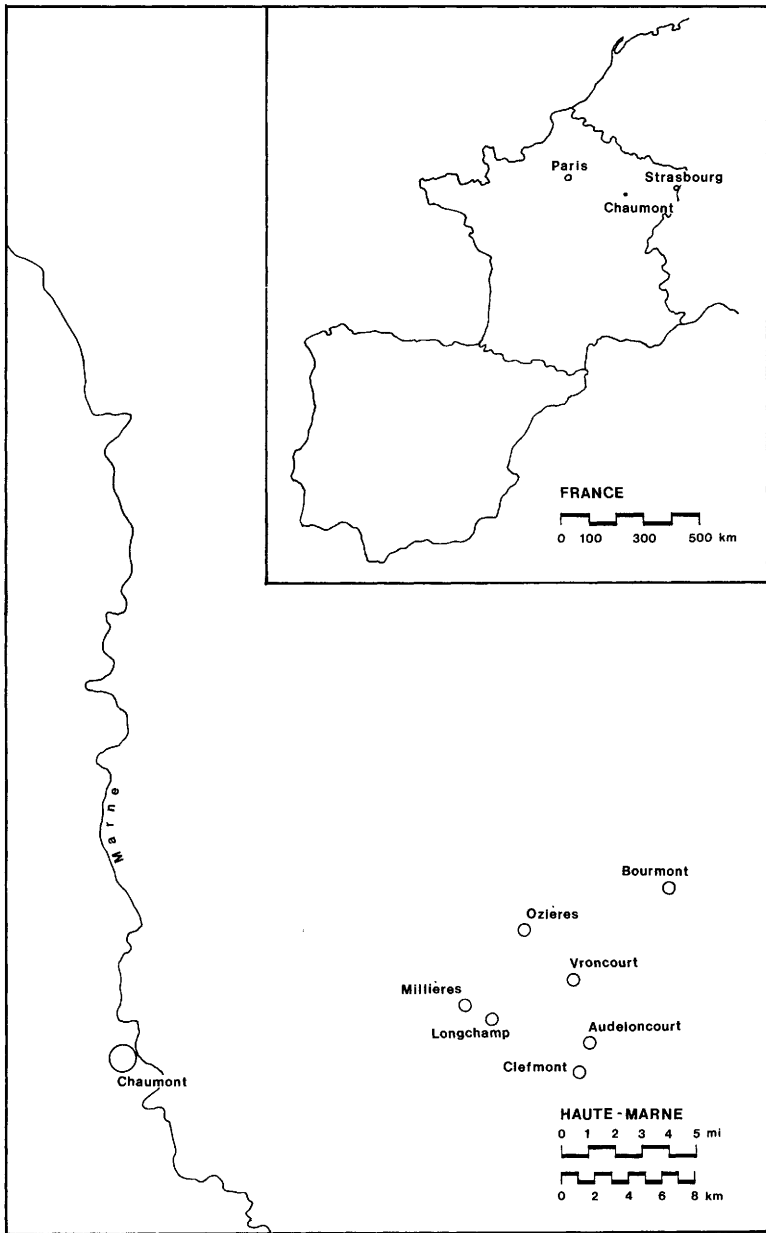 Paris
Strasbourg
Chaumont
FRANCE
0 100 300 500 km
Marne
Bourmont
Ozières
Vroncourt
Millières
Longchamp
Audeloncourt
Clefmont
Chaumont
HAUTE-MARNE
0 1 2 3 4 5 mi
0 2 4 6 8
km